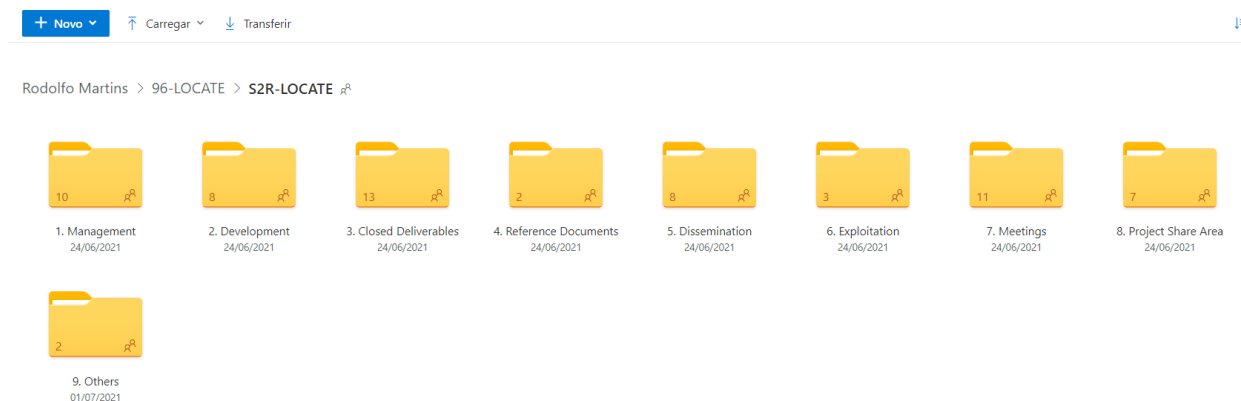 Novo Carregar Transferir
Rodolfo Martins > 96-LOCATE > S2R-LOCATE
10 8 13 2 8 3 11 7
1. Management 2. Development 3. Closed Deliverables 4. Reference Documents 5. Dissemination 6. Exploitation 7. Meetings 8. Project Share Area
24/06/2021 24/06/2021 24/06/2021 24/06/2021 24/06/2021 24/06/2021 24/06/2021 24/06/2021
2
9. Others
01/07/2021